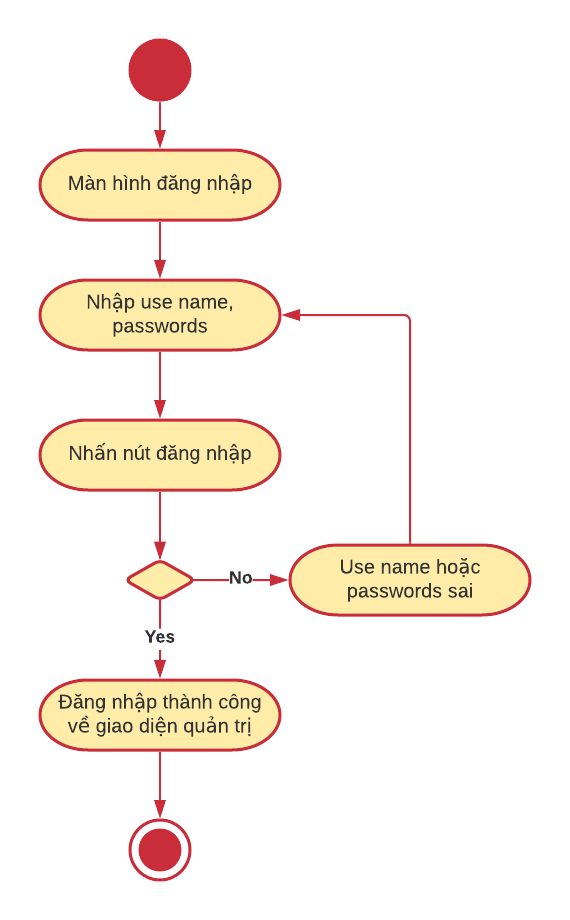 Màn hình đăng nhập
Nhập use name,
passwords
Nhấn nút đăng nhập
No
Use name hoặc
passwords sai
Yes
Đăng nhập thành công
về giao diện quản trị